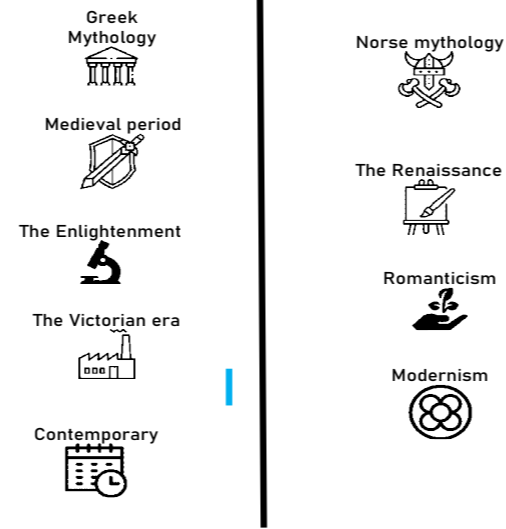 Greek
Mythology
Norse mythology
Medieval period
The Renaissance
The Enlightenment
Romanticism
The Victorian era
Modernism
Contemporary